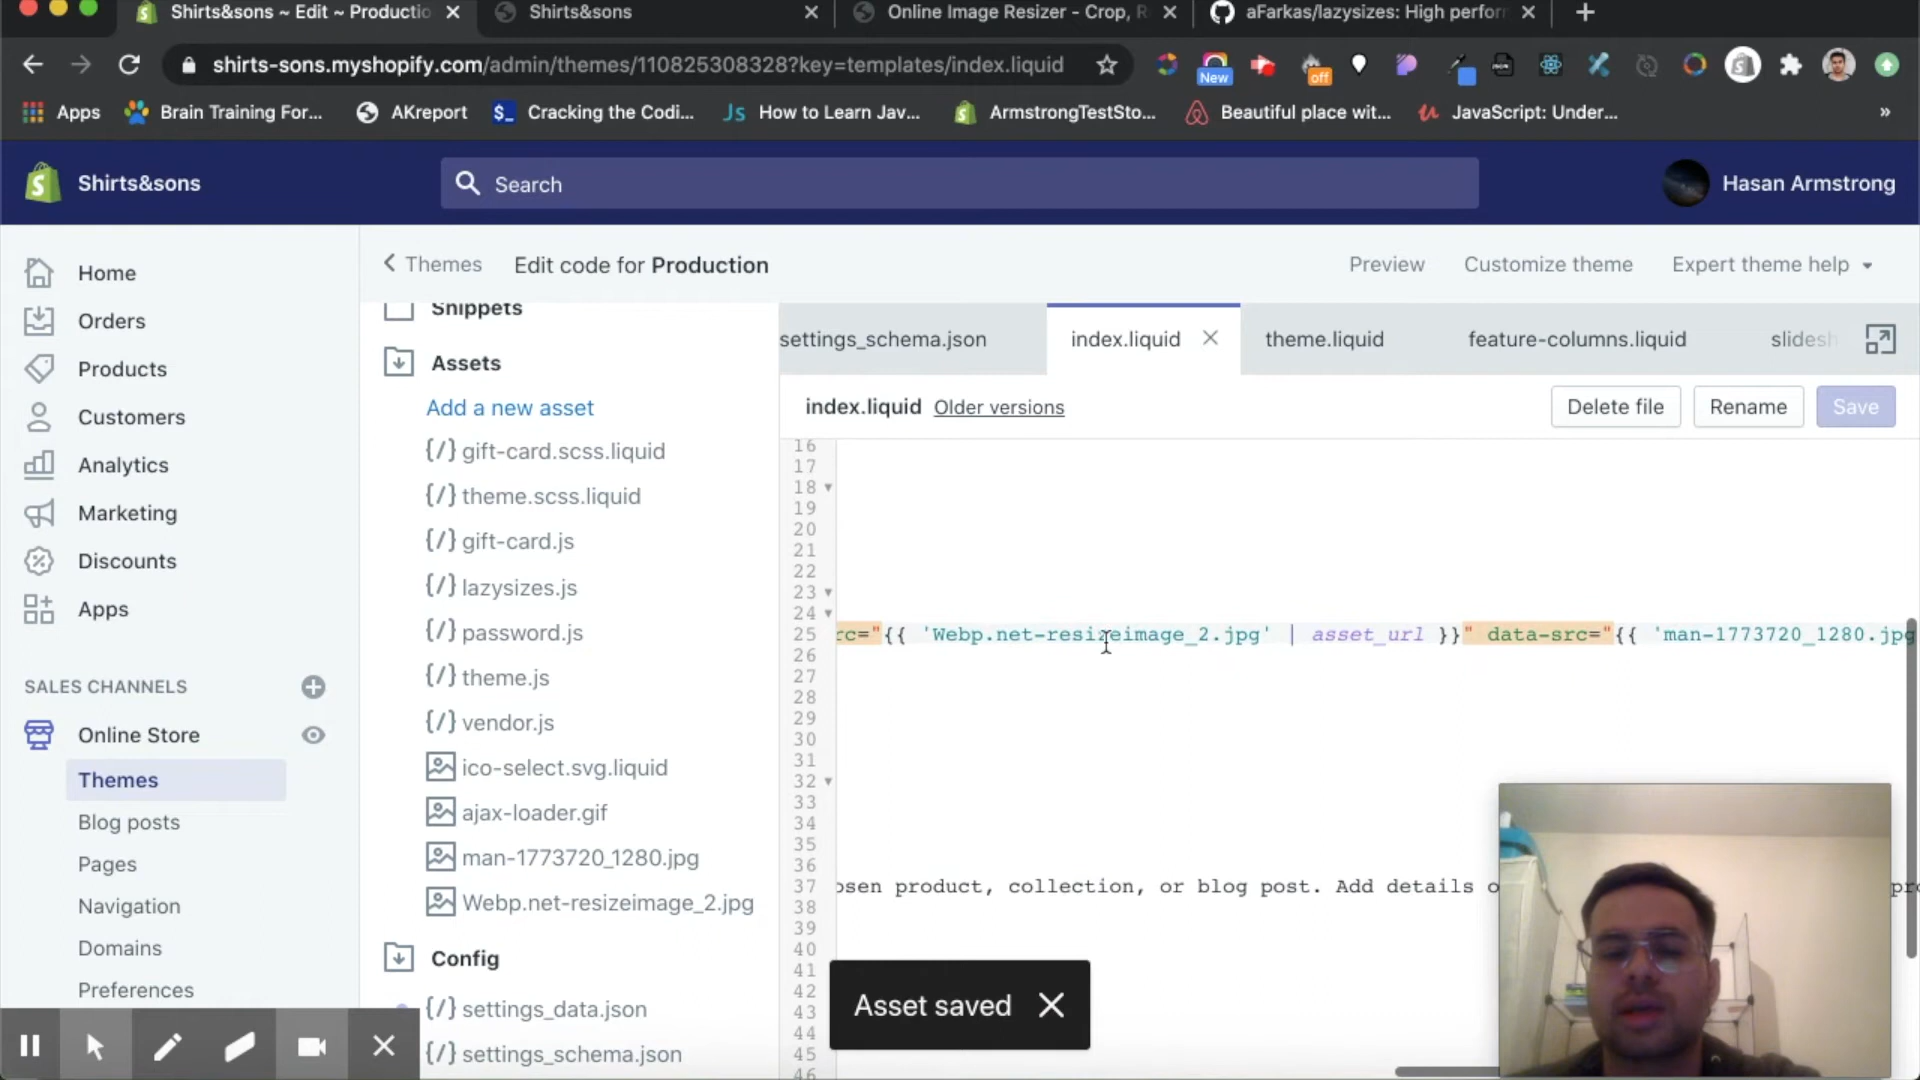 Shirts&sons ~ Edit ~ Productio
Shirts&sons
Online Image Resizer - Crop, R
aFarkas/lazysizes: High perfor
shirts-sons.myshopify.com/admin/themes/110825308328?key=templates/index.liquid
New
off
Apps
Brain Training For...
AKreport
Cracking the Codi...
How to Learn Jav...
ArmstrongTestSto...
Beautiful place wit...
JavaScript: Under...
»
Shirts&sons
Search
Hasan Armstrong
Home
Orders
Products
Customers
Analytics
Marketing
Discounts
Apps
SALES CHANNELS
Online Store
Themes
Blog posts
Pages
Navigation
Domains
Preferences
Themes
Edit code for Production
Preview
Customize theme
Expert theme help
Snippets
Assets
Add a new asset
{/} gift-card.scss.liquid
{/} theme.scss.liquid
{/} gift-card.js
{/} lazysizes.js
{/} password.js
{/} theme.js
{/} vendor.js
ico-select.svg.liquid
ajax-loader.gif
man-1773720_1280.jpg
Webp.net-resizeimage_2.jpg
Config
{/} settings_data.json
{/} settings_schema.json
settings_schema.json
index.liquid
theme.liquid
feature-columns.liquid
slidesh
index.liquid
Older versions
Delete file
Rename
Save
16
17
18
19
20
21
22
23
24
25 rc="{{ 'Webp.net-resizeimage_2.jpg' | asset_url }}" data-src="{{ 'man-1773720_1280.jpg
26
27
28
29
30
31
32
33
34
35
36
37 osen product, collection, or blog post. Add details o
38
39
40
41
42
43
44
45
46
Asset saved